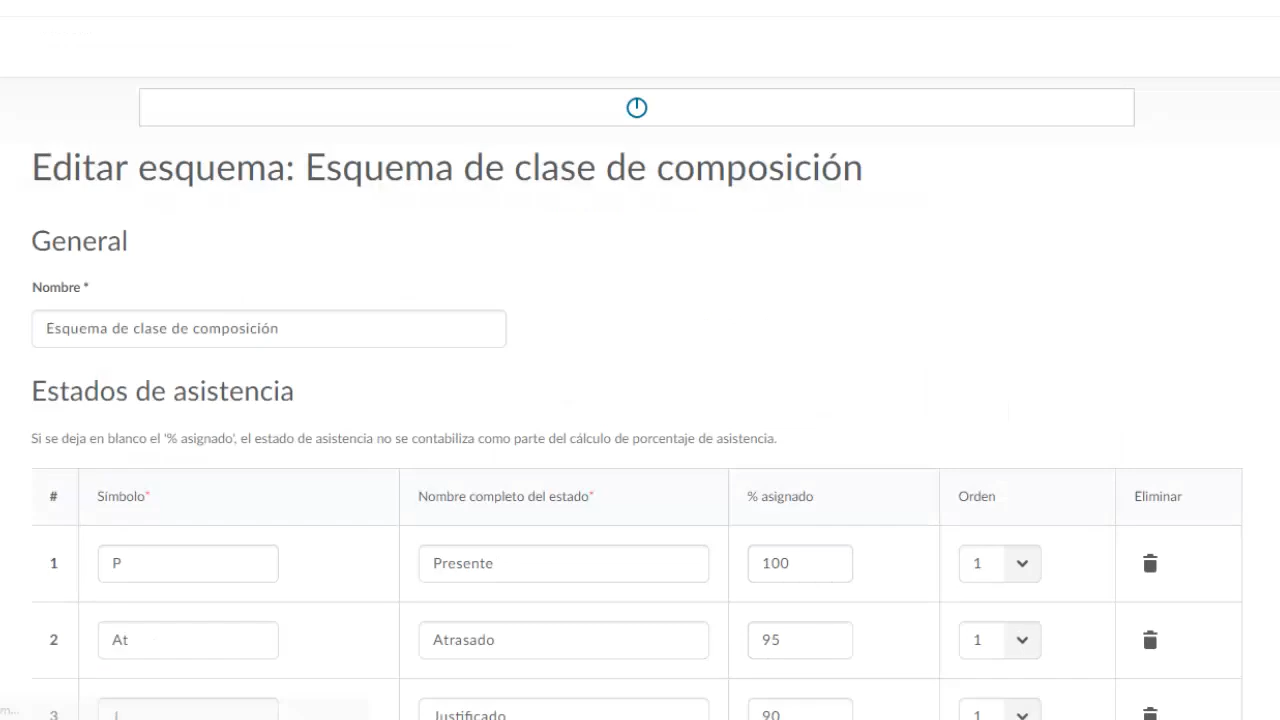 Editar esquema: Esquema de clase de composición
General
Nombre *
Esquema de clase de composición
Estados de asistencia
Si se deja en blanco el '% asignado', el estado de asistencia no se contabiliza como parte del cálculo de porcentaje de asistencia.
# Símbolo* Nombre completo del estado* % asignado Orden Eliminar
1 P Presente 100 1
2 At Atrasado 95 1
3 Justificado 90 1